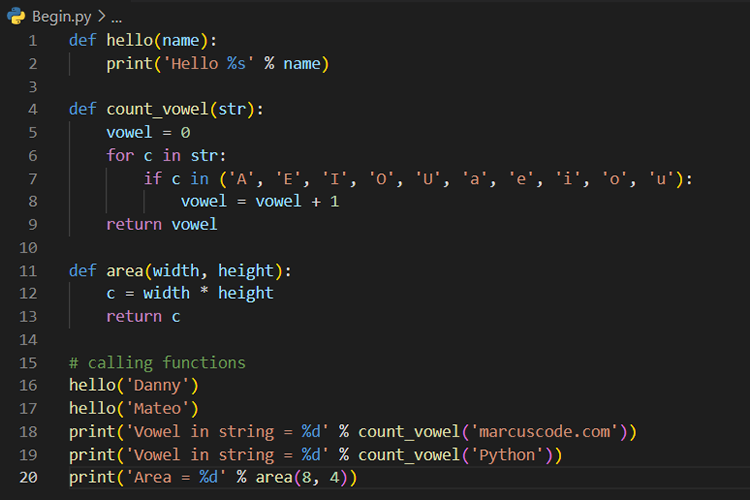 Begin.py > ...
1 def hello(name):
2     print('Hello %s' % name)
3
4 def count_vowel(str):
5     vowel = 0
6     for c in str:
7         if c in ('A', 'E', 'I', 'O', 'U', 'a', 'e', 'i', 'o', 'u'):
8             vowel = vowel + 1
9     return vowel
10
11 def area(width, height):
12     c = width * height
13     return c
14
15 # calling functions
16 hello('Danny')
17 hello('Mateo')
18 print('Vowel in string = %d' % count_vowel('marcuscode.com'))
19 print('Vowel in string = %d' % count_vowel('Python'))
20 print('Area = %d' % area(8, 4))